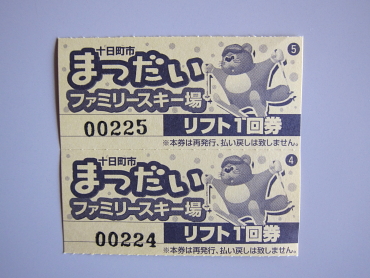 十日町市
⑤
まつだい
ファミリースキー場
00225
リフト1回券
※本券は再発行、払い戻しは致しません。
十日町市
④
まつだい
ファミリースキー場
00224
リフト1回券
※本券は再発行、払い戻しは致しません。